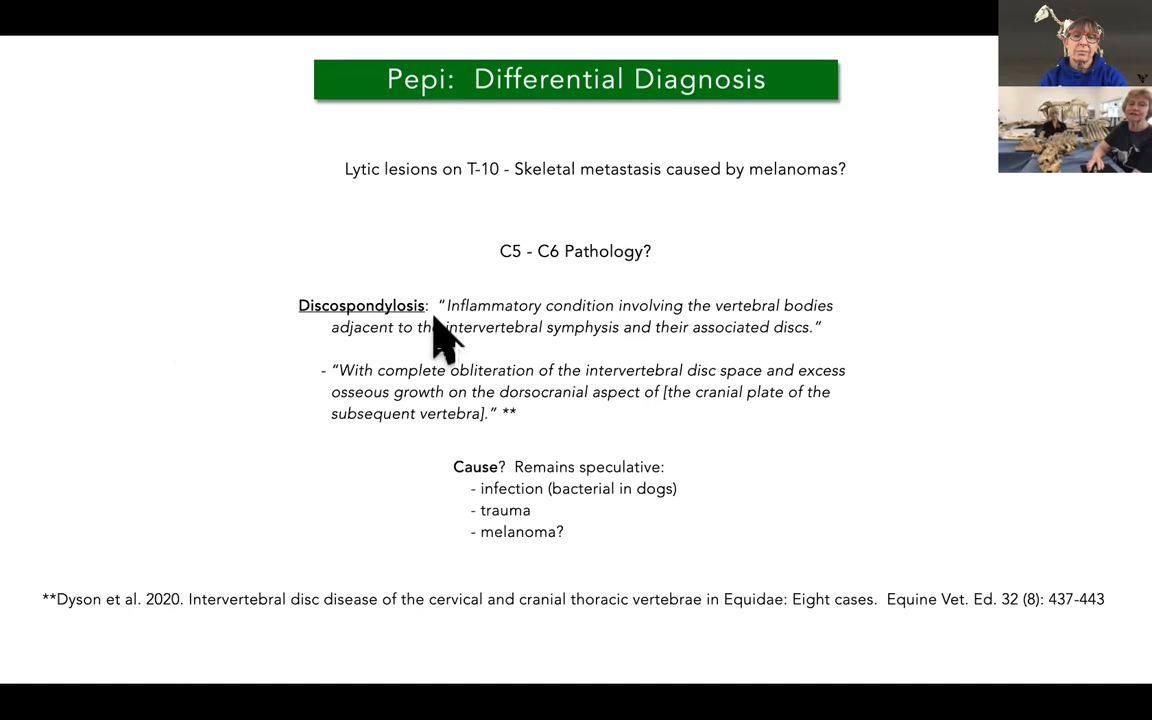 Pepi: Differential Diagnosis
Lytic lesions on T-10 - Skeletal metastasis caused by melanomas?
C5 - C6 Pathology?
Discospondylosis: “Inflammatory condition involving the vertebral bodies
adjacent to the intervertebral symphysis and their associated discs.”
- “With complete obliteration of the intervertebral disc space and excess
osseous growth on the dorsocranial aspect of [the cranial plate of the
subsequent vertebra].” **
Cause? Remains speculative:
- infection (bacterial in dogs)
- trauma
- melanoma?
**Dyson et al. 2020. Intervertebral disc disease of the cervical and cranial thoracic vertebrae in Equidae: Eight cases. Equine Vet. Ed. 32 (8): 437-443